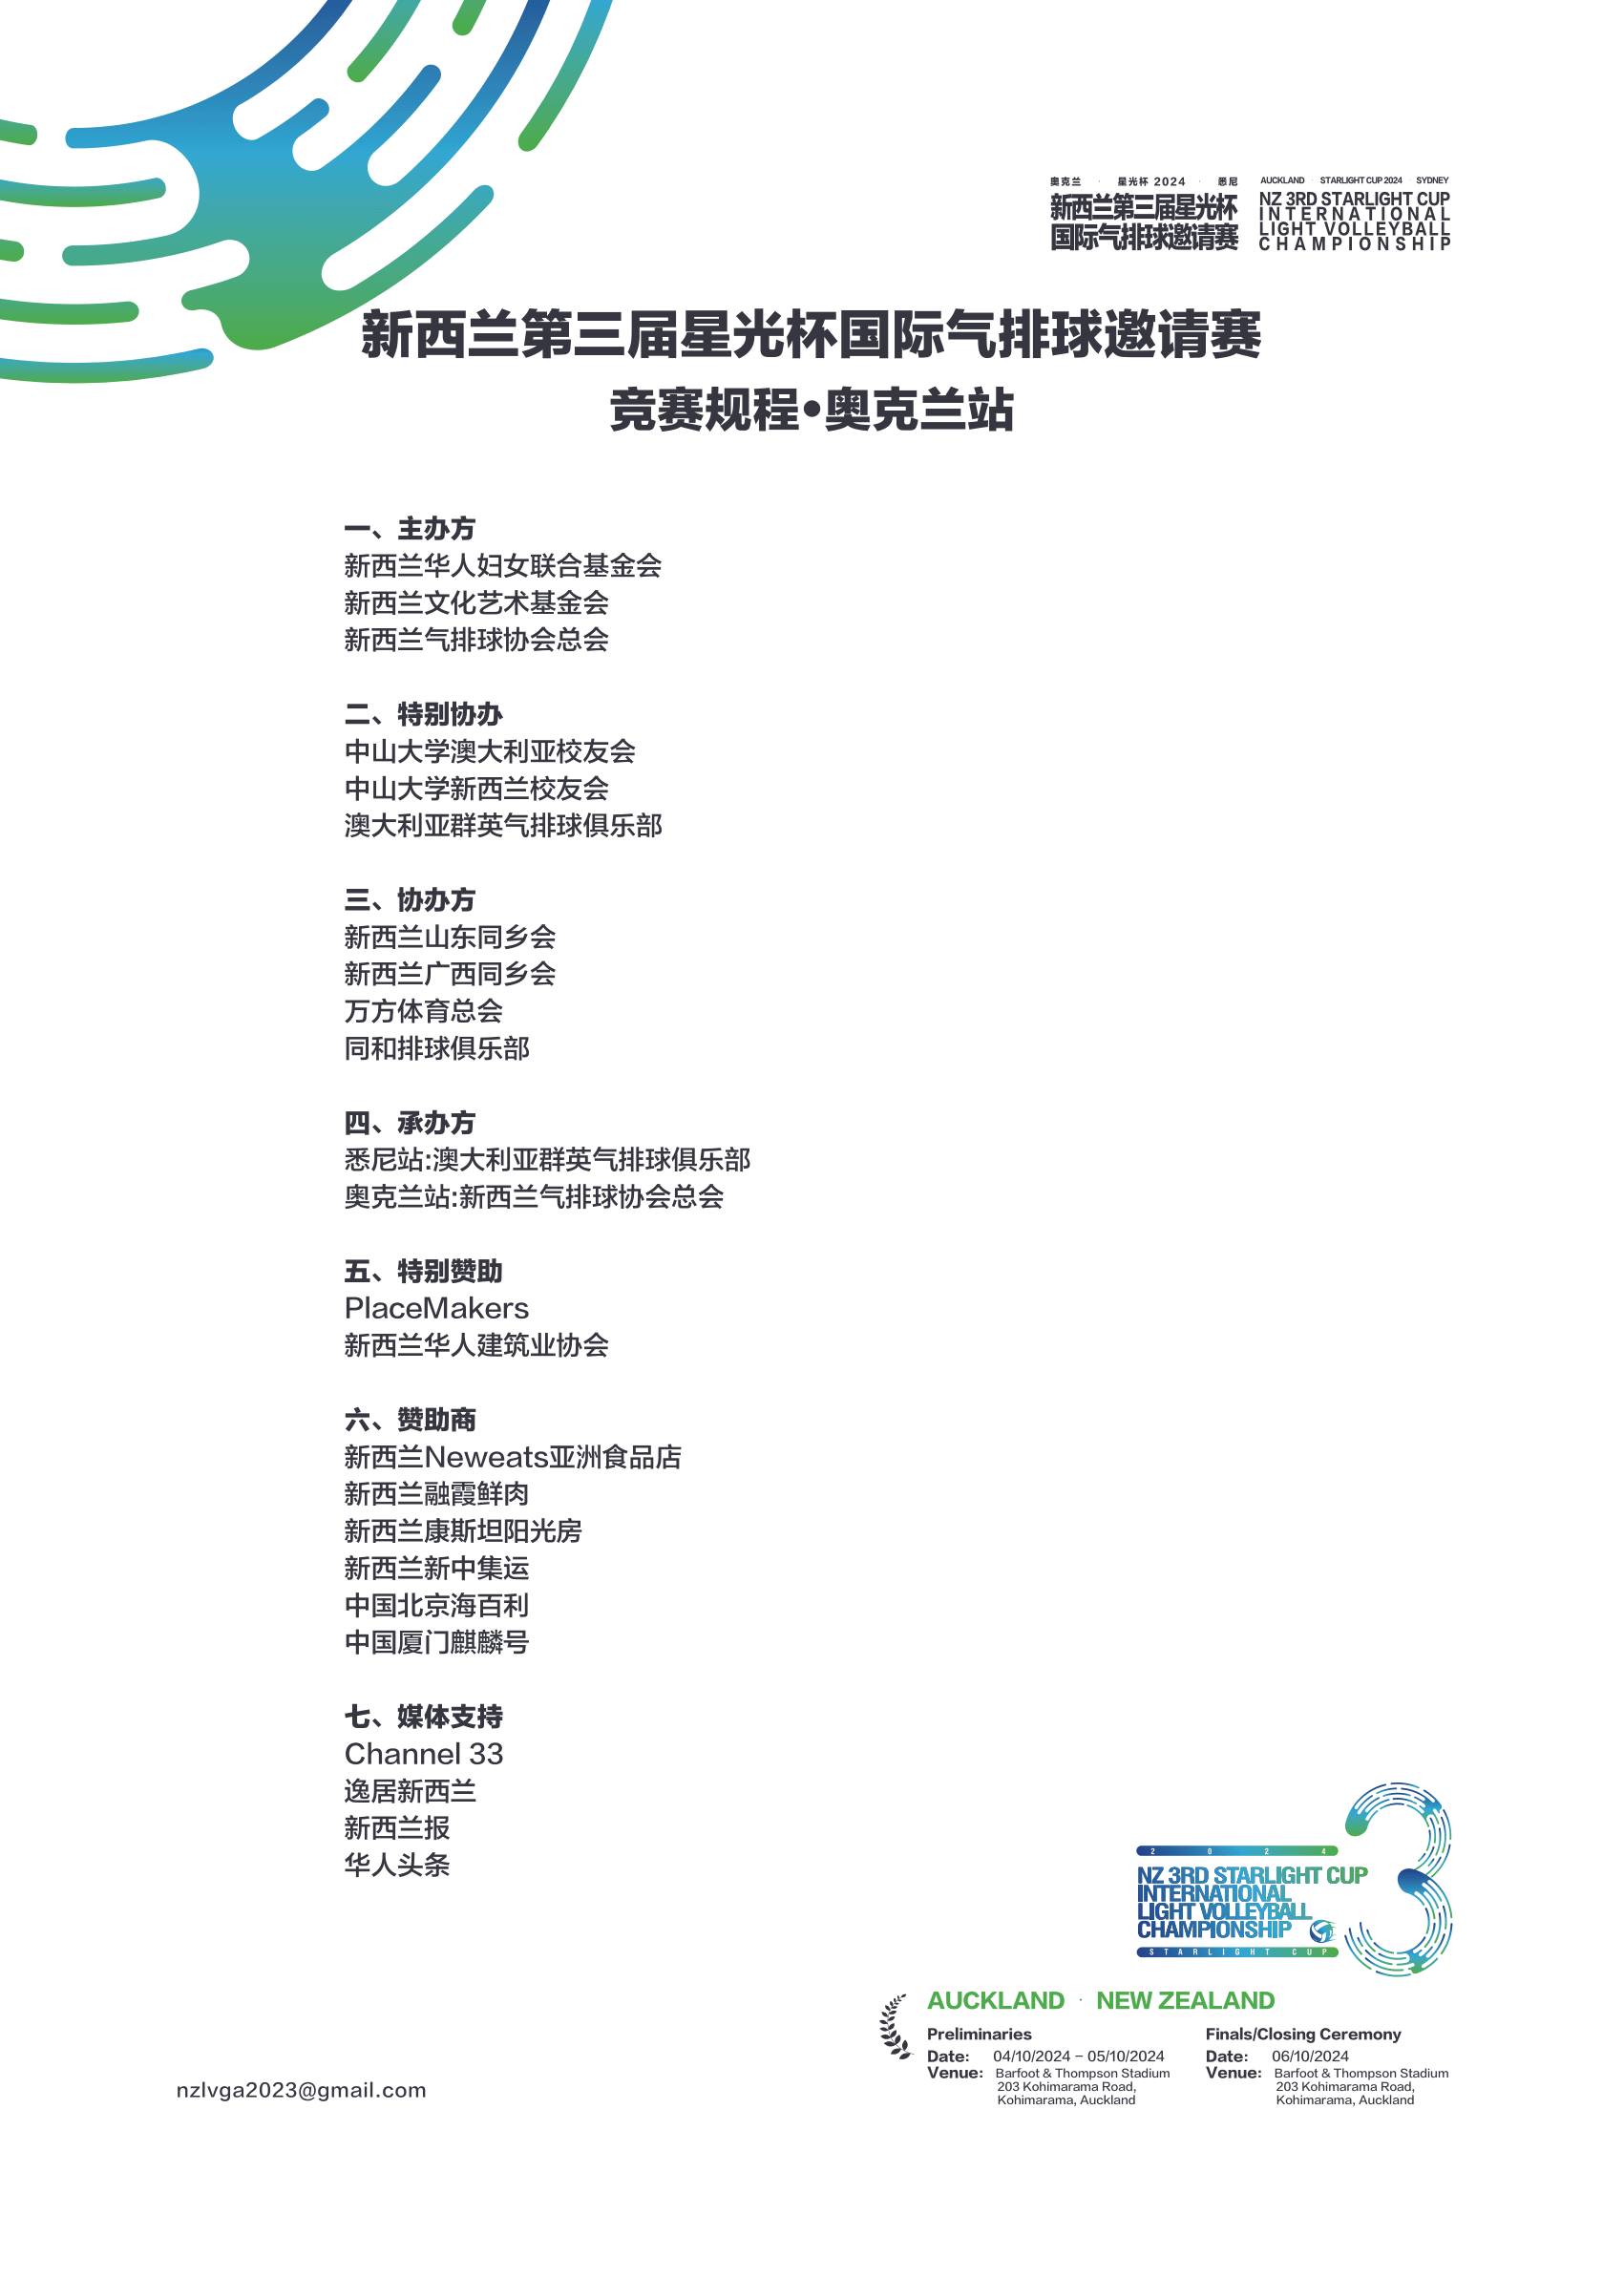 奥克兰 · 星光杯 2024 · 悉尼
新西兰第三届星光杯
国际气排球邀请赛
AUCKLAND · STARLIGHT CUP 2024 · SYDNEY
NZ 3RD STARLIGHT CUP
INTERNATIONAL
LIGHT VOLLEYBALL
CHAMPIONSHIP
新西兰第三届星光杯国际气排球邀请赛
竞赛规程•奥克兰站
一、主办方
新西兰华人妇女联合基金会
新西兰文化艺术基金会
新西兰气排球协会总会
二、特别协办
中山大学澳大利亚校友会
中山大学新西兰校友会
澳大利亚群英气排球俱乐部
三、协办方
新西兰山东同乡会
新西兰广西同乡会
万方体育总会
同和排球俱乐部
四、承办方
悉尼站:澳大利亚群英气排球俱乐部
奥克兰站:新西兰气排球协会总会
五、特别赞助
PlaceMakers
新西兰华人建筑业协会
六、赞助商
新西兰Neweats亚洲食品店
新西兰融霞鲜肉
新西兰康斯坦阳光房
新西兰新中集运
中国北京海百利
中国厦门麒麟号
七、媒体支持
Channel 33
逸居新西兰
新西兰报
华人头条
2 0 2 4
NZ 3RD STARLIGHT CUP
INTERNATIONAL
LIGHT VOLLEYBALL
CHAMPIONSHIP
STARLIGHT CUP
3
AUCKLAND · NEW ZEALAND
Preliminaries
Date: 04/10/2024 – 05/10/2024
Venue: Barfoot & Thompson Stadium
203 Kohimarama Road,
Kohimarama, Auckland
Finals/Closing Ceremony
Date: 06/10/2024
Venue: Barfoot & Thompson Stadium
203 Kohimarama Road,
Kohimarama, Auckland
nzlvga2023@gmail.com